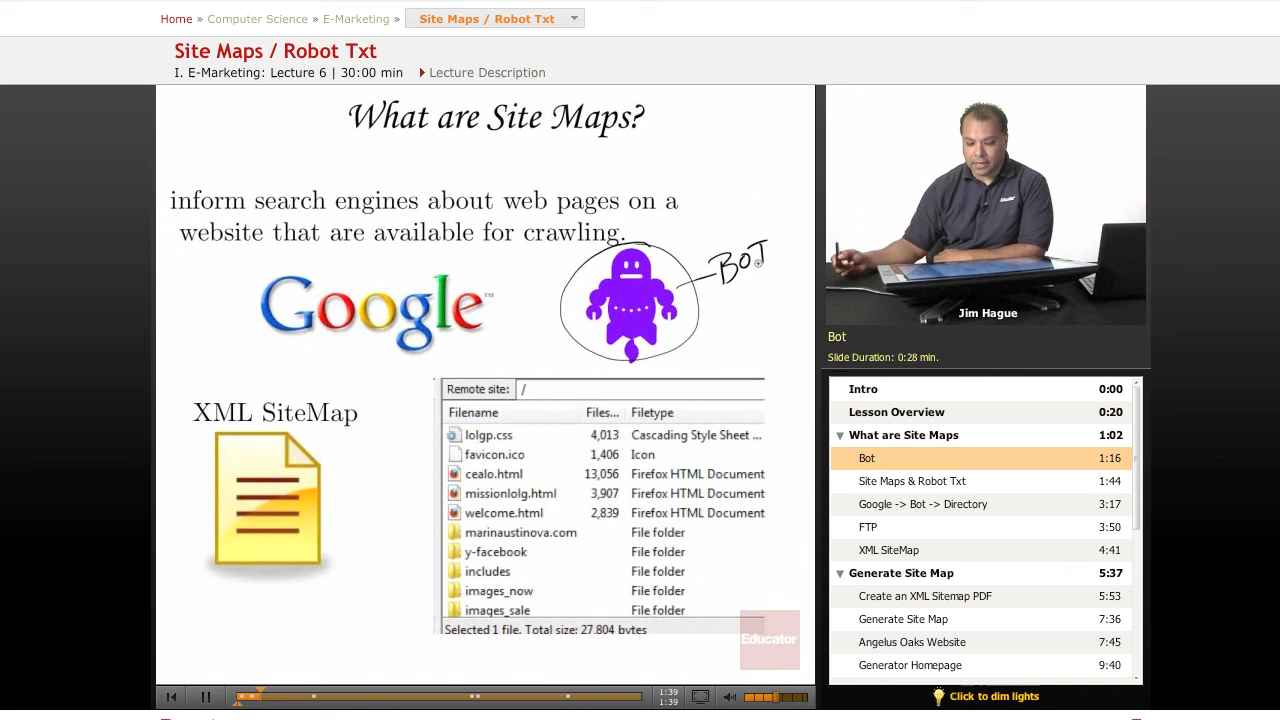 Home » Computer Science » E-Marketing » Site Maps / Robot Txt
Site Maps / Robot Txt
I. E-Marketing: Lecture 6 | 30:00 min Lecture Description
What are Site Maps?
inform search engines about web pages on a
website that are available for crawling.
BOT
Google™
XML SiteMap
Remote site: /
Filename Files... Filetype
lolgp.css 4,013 Cascading Style Sheet ...
favicon.ico 1,406 Icon
cealo.html 13,056 Firefox HTML Document
missionlolg.html 3,907 Firefox HTML Document
welcome.html 2,839 Firefox HTML Document
marinaustinova.com File folder
y-facebook File folder
includes File folder
images_now File folder
images_sale File folder
Selected 1 file. Total size: 27.804 bytes
Educator
1:39
1:39
Educator
Jim Hague
Bot
Slide Duration: 0:28 min.
Intro 0:00
Lesson Overview 0:20
What are Site Maps 1:02
Bot 1:16
Site Maps & Robot Txt 1:44
Google -> Bot -> Directory 3:17
FTP 3:50
XML SiteMap 4:41
Generate Site Map 5:37
Create an XML Sitemap PDF 5:53
Generate Site Map 7:36
Angelus Oaks Website 7:45
Generator Homepage 9:40
Click to dim lights